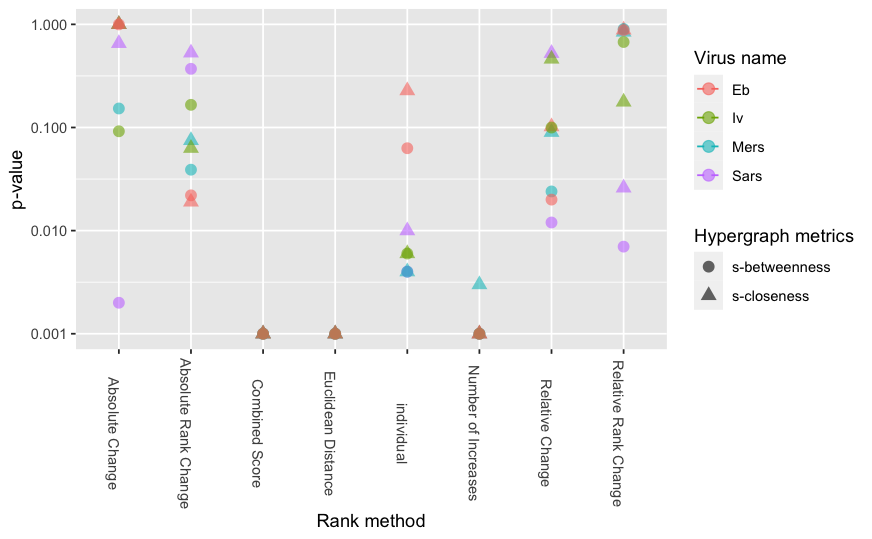 1.000
0.100
0.010
0.001
p-value
Absolute Change
Absolute Rank Change
Combined Score
Euclidean Distance
individual
Number of Increases
Relative Change
Relative Rank Change
Rank method
Virus name
Eb
Iv
Mers
Sars
Hypergraph metrics
s-betweenness
s-closeness